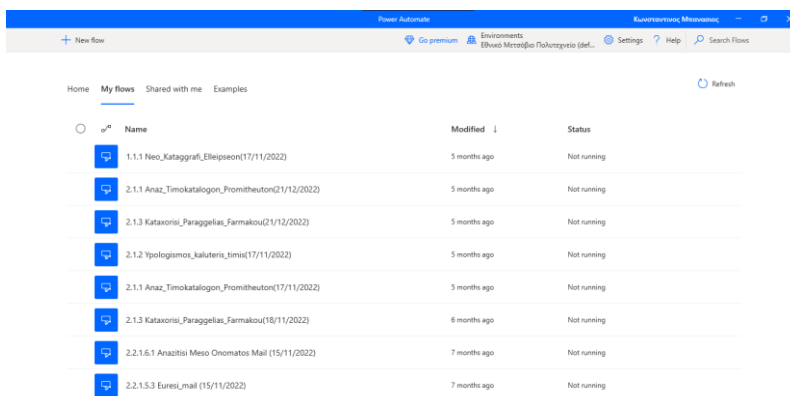 Power Automate
Κωνσταντινος Μπανασιος
New flow
Go premium
Environments
Εθνικό Μετσόβιο Πολυτεχνείο (def...
Settings
Help
Search Flows
Home My flows Shared with me Examples
Refresh
Name Modified ↓ Status
1.1.1 Neo_Kataggrafi_Elleipseon(17/11/2022) 5 months ago Not running
2.1.1 Anaz_Timokatalogon_Promitheuton(21/12/2022) 5 months ago Not running
2.1.3 Kataxorisi_Paraggelias_Farmakou(21/12/2022) 5 months ago Not running
2.1.2 Ypologismos_kaluteris_timis(17/11/2022) 5 months ago Not running
2.1.1 Anaz_Timokatalogon_Promitheuton(17/11/2022) 5 months ago Not running
2.1.3 Kataxorisi_Paraggelias_Farmakou(18/11/2022) 6 months ago Not running
2.2.1.6.1 Anazitisi Meso Onomatos Mail (15/11/2022) 7 months ago Not running
2.2.1.5.3 Euresi_mail (15/11/2022) 7 months ago Not running